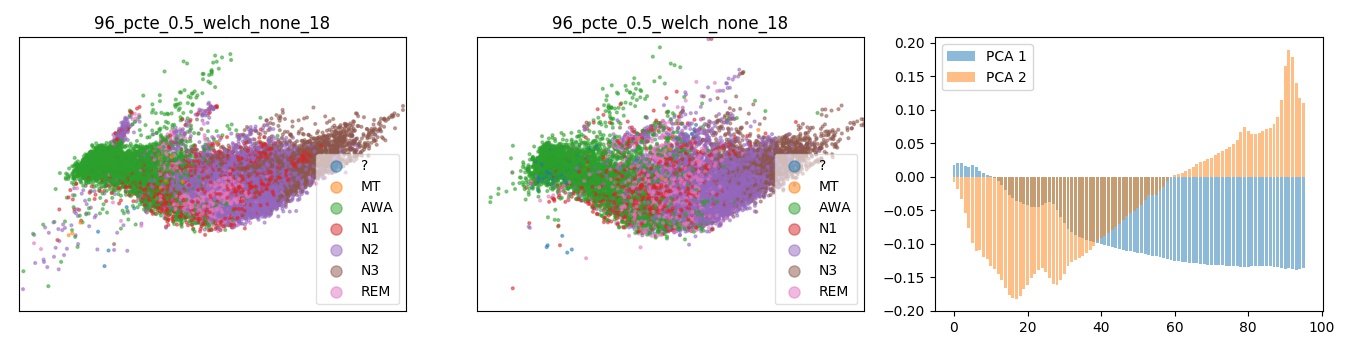 96_pcte_0.5_welch_none_18
?
MT
AWA
N1
N2
N3
REM
96_pcte_0.5_welch_none_18
?
MT
AWA
N1
N2
N3
REM
PCA 1
PCA 2
0.20
0.15
0.10
0.05
0.00
−0.05
−0.10
−0.15
−0.20
0 20 40 60 80 100